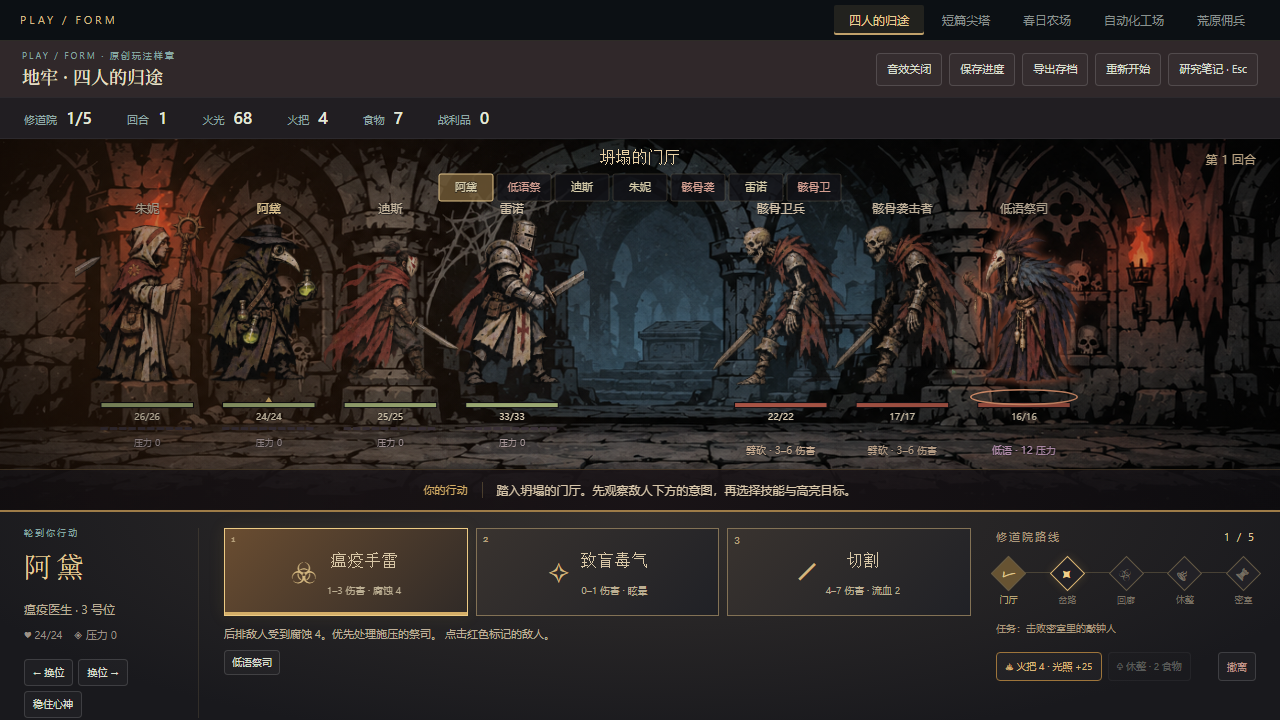 PLAY / FORM
四人的归途 短篇尖塔 春日农场 自动化工场 荒原佣兵
PLAY / FORM · 原创玩法样章
地牢 · 四人的归途
音效关闭 保存进度 导出存档 重新开始 研究笔记 · Esc
修道院 1/5 回合 1 火光 68 火把 4 食物 7 战利品 0
坍塌的门厅
第 1 回合
阿黛 低语祭 迪斯 朱妮 骸骨袭 雷诺 骸骨卫
朱妮 阿黛 迪斯 雷诺 骸骨卫兵 骸骨袭击者 低语祭司
26/26 24/24 25/25 33/33 22/22 17/17 16/16
压力 0 压力 0 压力 0 压力 0
劈砍 · 3–6 伤害 劈砍 · 3–6 伤害 低语 · 12 压力
你的行动 踏入坍塌的门厅。先观察敌人下方的意图，再选择技能与高亮目标。
轮到你行动
阿黛
瘟疫医生 · 3 号位
24/24 压力 0
← 换位 换位 →
稳住心神
1 瘟疫手雷
1–3 伤害 · 腐蚀 4
2 致盲毒气
0–1 伤害 · 眩晕
3 切割
4–7 伤害 · 流血 2
后排敌人受到腐蚀 4。优先处理施压的祭司。 点击红色标记的敌人。
低语祭司
修道院路线 1 / 5
门厅 岔路 回廊 休整 密室
任务：击败密室里的敲钟人
火把 4 · 光照 +25 休整 · 2 食物 撤离